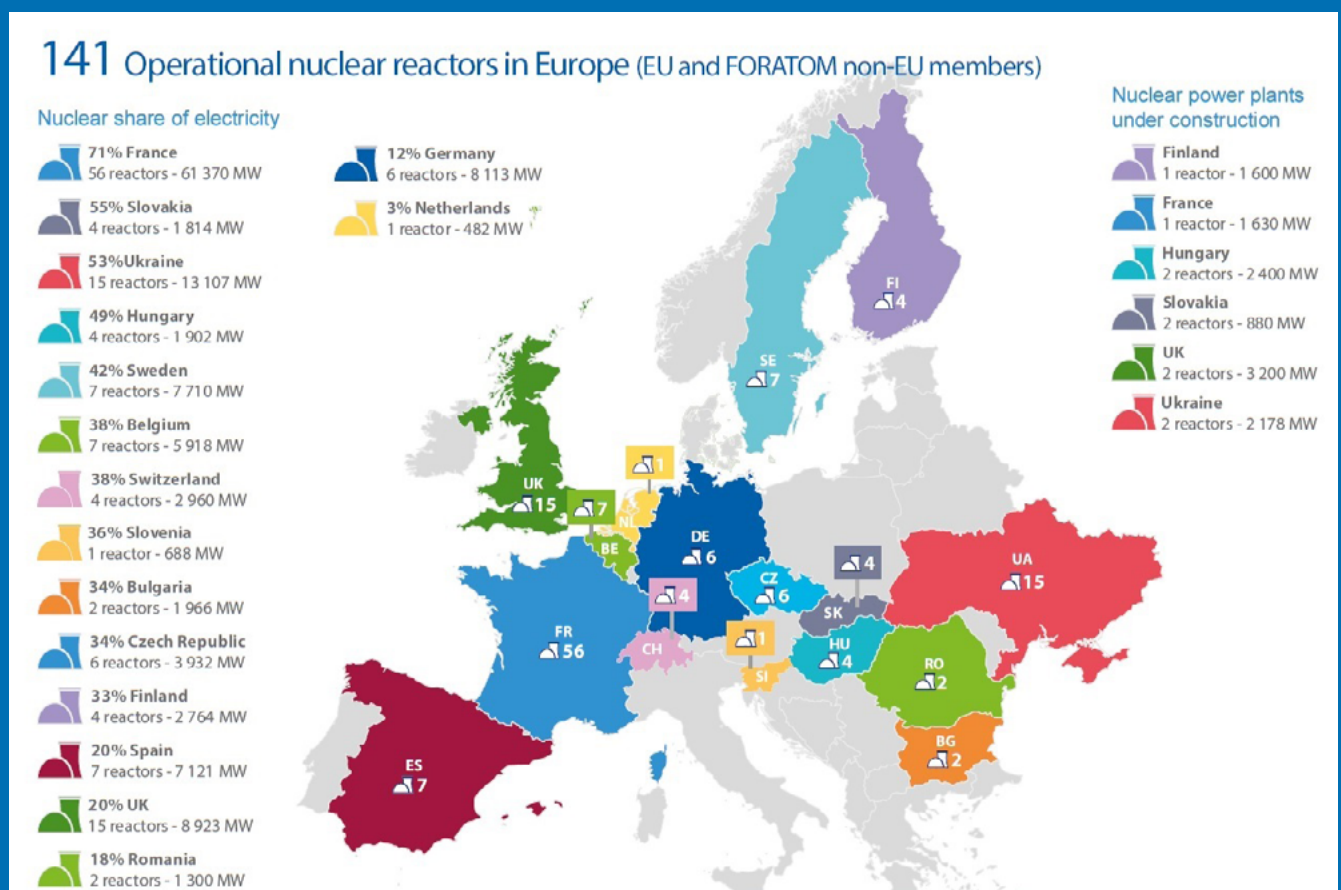 141 Operational nuclear reactors in Europe (EU and FORATOM non-EU members)
Nuclear share of electricity
71% France
56 reactors - 61 370 MW
55% Slovakia
4 reactors - 1 814 MW
53%Ukraine
15 reactors - 13 107 MW
49% Hungary
4 reactors - 1 902 MW
42% Sweden
7 reactors - 7 710 MW
38% Belgium
7 reactors - 5 918 MW
38% Switzerland
4 reactors - 2 960 MW
36% Slovenia
1 reactor - 688 MW
34% Bulgaria
2 reactors - 1 966 MW
34% Czech Republic
6 reactors - 3 932 MW
33% Finland
4 reactors - 2 764 MW
20% Spain
7 reactors - 7 121 MW
20% UK
15 reactors - 8 923 MW
18% Romania
2 reactors - 1 300 MW
12% Germany
6 reactors - 8 113 MW
3% Netherlands
1 reactor - 482 MW
Nuclear power plants
under construction
Finland
1 reactor - 1 600 MW
France
1 reactor - 1 630 MW
Hungary
2 reactors - 2 400 MW
Slovakia
2 reactors - 880 MW
UK
2 reactors - 3 200 MW
Ukraine
2 reactors - 2 178 MW
FI
4
SE
7
1
UK
15
7
NL
BE
DE
6
4
CZ
6
4
SK
UA
15
FR
56
CH
1
SI
HU
4
RO
2
BG
2
ES
7